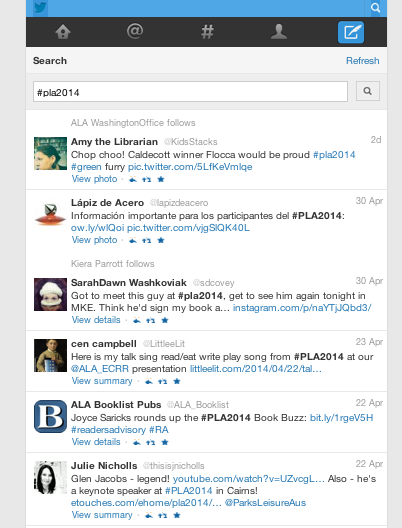 @ #
Search Refresh
#pla2014
ALA WashingtonOffice follows
Amy the Librarian @KidsStacks 2d
Chop choo! Caldecott winner Flocca would be proud #pla2014
#green furry pic.twitter.com/5LfKeVmlqe
View photo ·
Lápiz de Acero @lapizdeacero 30 Apr
Información importante para los participantes del #PLA2014:
ow.ly/wlQoi pic.twitter.com/vjgSlQK40L
View photo ·
Kiera Parrott follows
SarahDawn Washkoviak @sdcovey 30 Apr
Got to meet this guy at #pla2014, get to see him again tonight in
MKE. Think he'd sign my book a... instagram.com/p/naYTjJQbd3/
View details ·
cen campbell @LittleeLit 23 Apr
Here is my talk sing read/eat write play song from #PLA2014 at our
@ALA_ECRR presentation littleelit.com/2014/04/22/tal...
View summary ·
ALA Booklist Pubs @ALA_Booklist 22 Apr
B
Joyce Saricks rounds up the #PLA2014 Book Buzz: bit.ly/1rgeV5H
#readersadvisory #RA
View details ·
Julie Nicholls @thisisjnicholls 22 Apr
Glen Jacobs - legend! youtube.com/watch?v=UZvcgL... Also - he's
a keynote speaker at #PLA2014 in Cairns!
etouches.com/ehome/pla2014/... @ParksLeisureAus
View summary ·